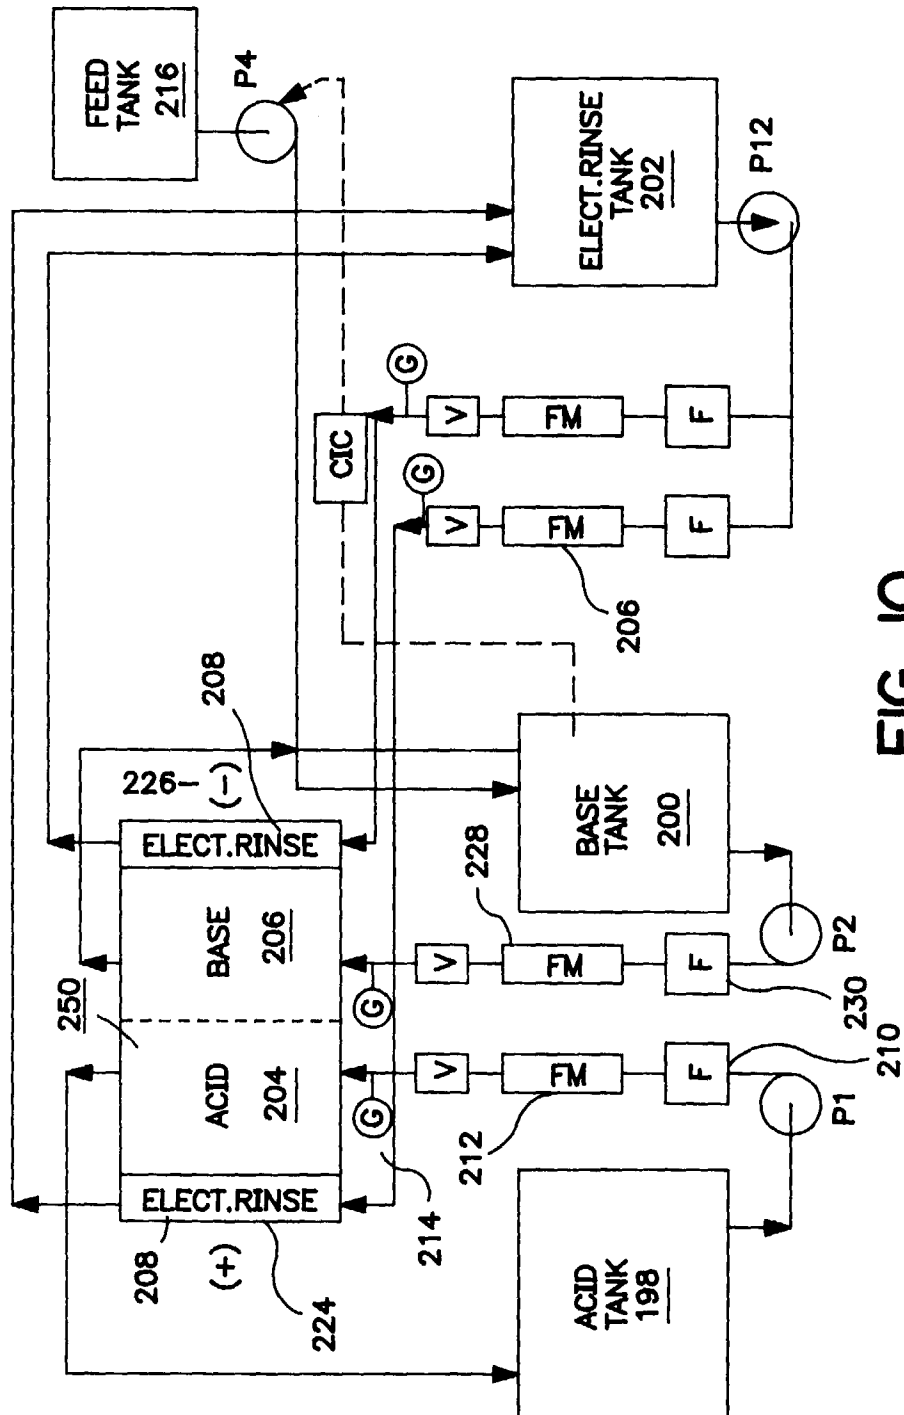 250
ACID
204
BASE
206
ELECT.RINSE
208
(+)
224
ELECT.RINSE
226-
(-)
208
FEED
TANK
216
P4
CIC
G
G
G
G
214
V
V
V
V
212
FM
228
FM
FM
206
FM
ACID
TANK
198
BASE
TANK
200
ELECT.RINSE
TANK
202
F
F
F
F
210
230
P1
P2
P12
FIG. 10